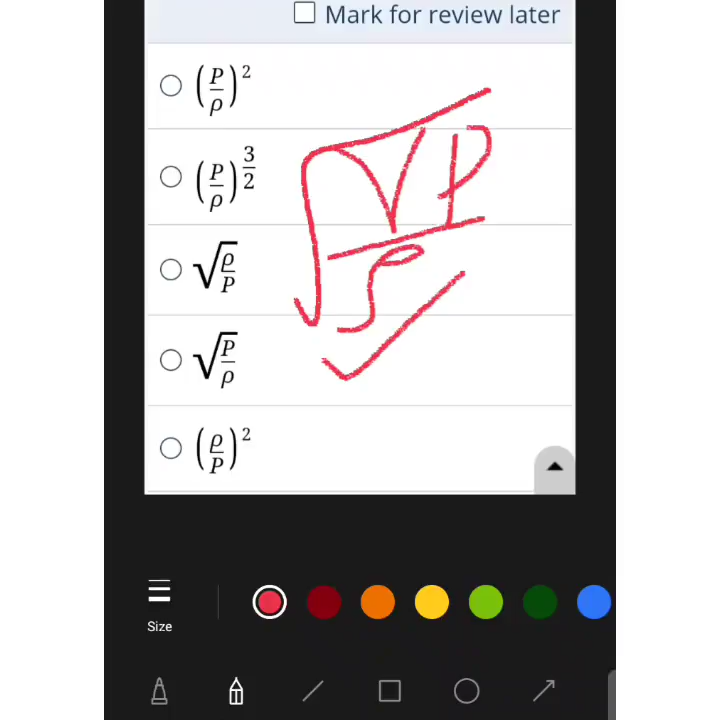 Mark for review later
(P/ρ)^2
(P/ρ)^{3/2}
√(ρ/P)
√(P/ρ)
(ρ/P)^2
Size